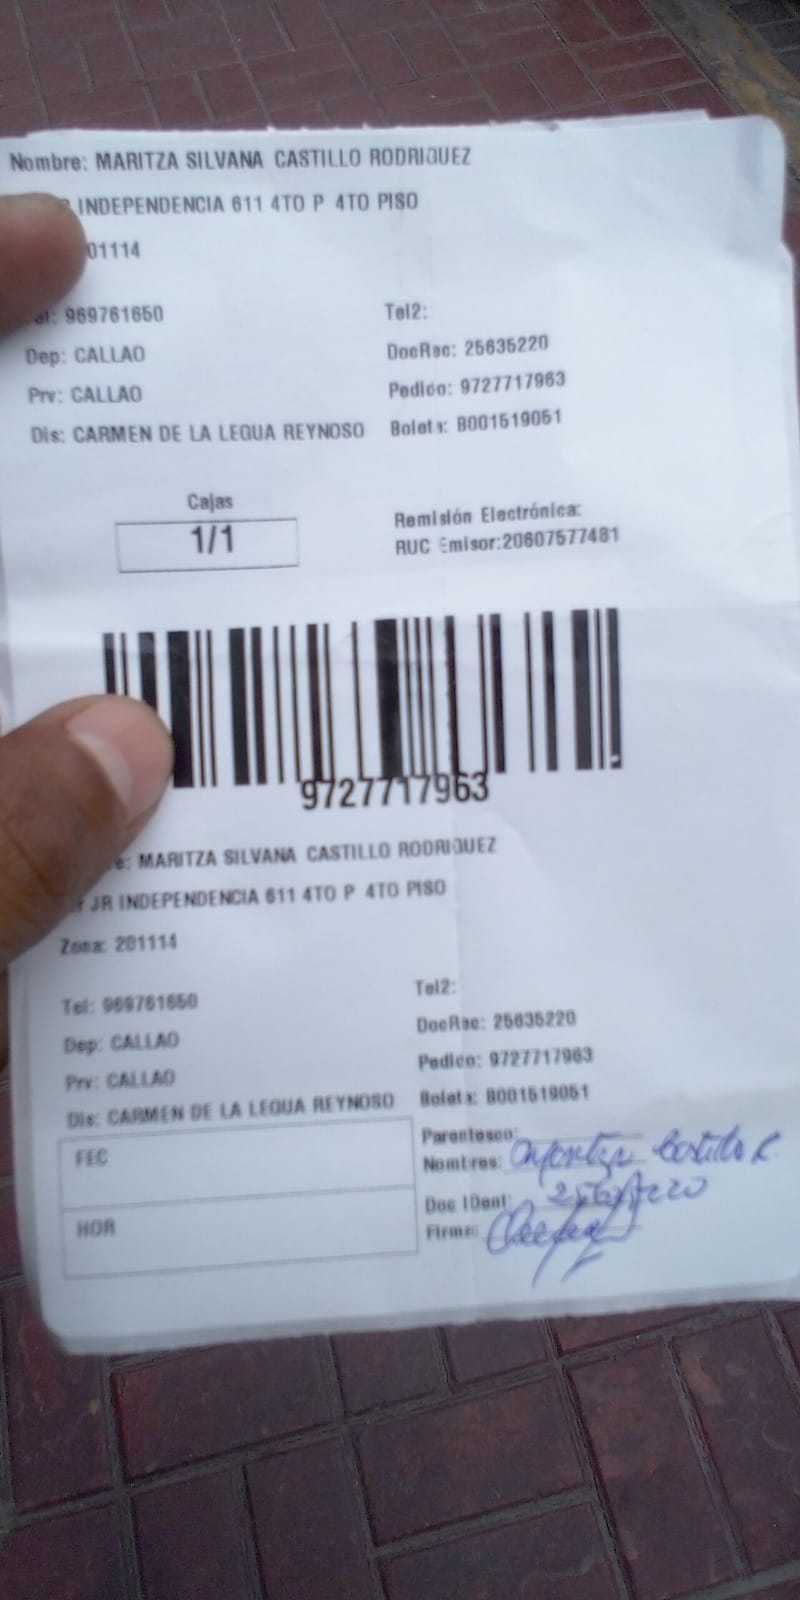 Nombre: MARITZA SILVANA CASTILLO RODRIGUEZ
INDEPENDENCIA 611 4TO P 4TO PISO
01114
Tel: 969761650 Tel2:
Dep: CALLAO DocRec: 25635220
Prv: CALLAO Pedido: 9727717963
Dis: CARMEN DE LA LEGUA REYNOSO Boleta: B001519051
Cajas
1/1
Remisión Electrónica:
RUC Emisor:20607577481
9727717963
MARITZA SILVANA CASTILLO RODRIGUEZ
JR INDEPENDENCIA 611 4TO P 4TO PISO
Zona: 201114
Tel: 969761650 Tel2:
Dep: CALLAO DocRec: 25635220
Prv: CALLAO Pedido: 9727717963
Dis: CARMEN DE LA LEGUA REYNOSO Boleta: B001519051
FEC
HOR
Parentesco:
Nombres: Maritza Castillo R.
Doc IDent:
Firma: